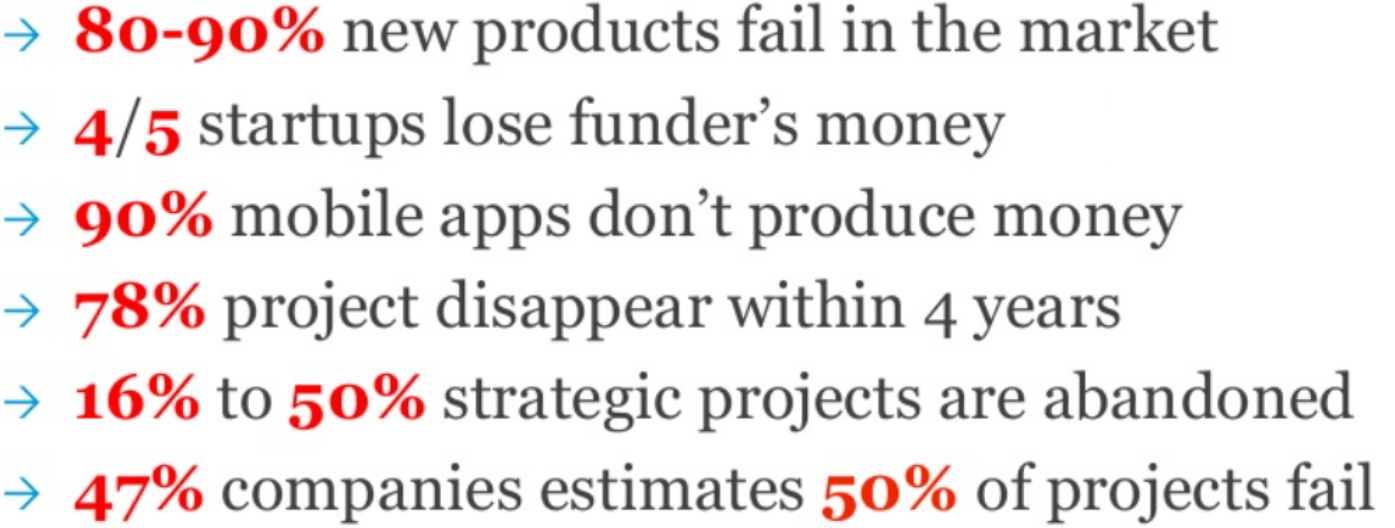 → 80-90% new products fail in the market
→ 4/5 startups lose funder’s money
→ 90% mobile apps don’t produce money
→ 78% project disappear within 4 years
→ 16% to 50% strategic projects are abandoned
→ 47% companies estimates 50% of projects fail